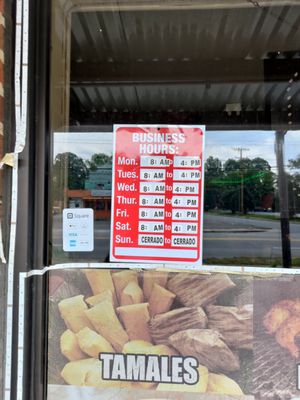 BUSINESS
HOURS:
Mon. 8: AM to 4: PM
Tues. 8: AM to 4: PM
Wed. 8: AM to 4: PM
Thur. 8: AM to 4: PM
Fri. 8: AM to 4: PM
Sat. 8: AM to 4: PM
Sun. CERRADO to CERRADO
Square
TAMALES